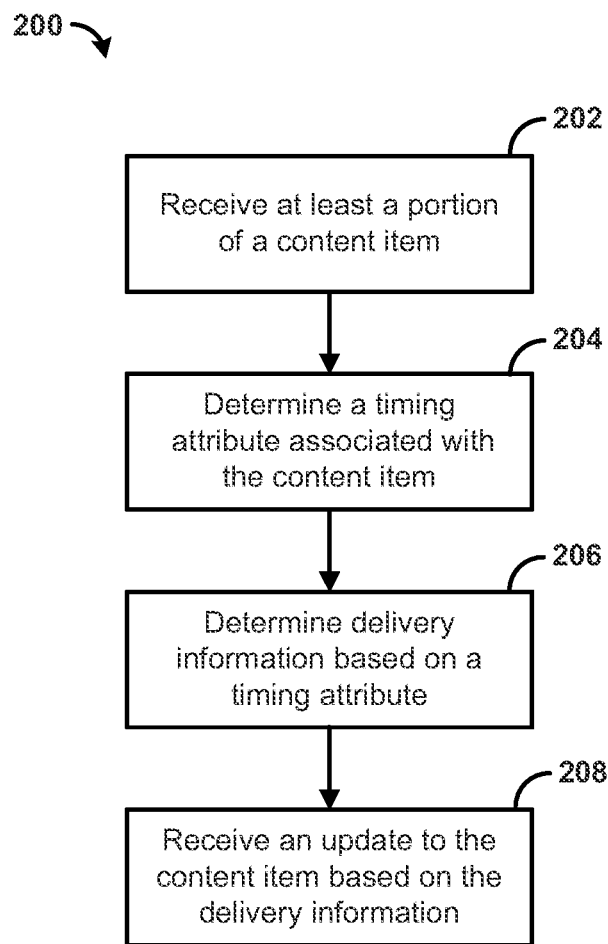 200
202
Receive at least a portion
of a content item
204
Determine a timing
attribute associated with
the content item
206
Determine delivery
information based on a
timing attribute
208
Receive an update to the
content item based on the
delivery information